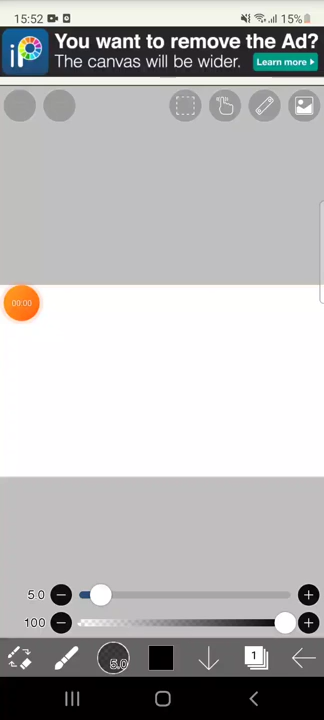 15:52
15%
You want to remove the Ad?
The canvas will be wider.
Learn more
iP
00:00
5.0
100
5.0
1